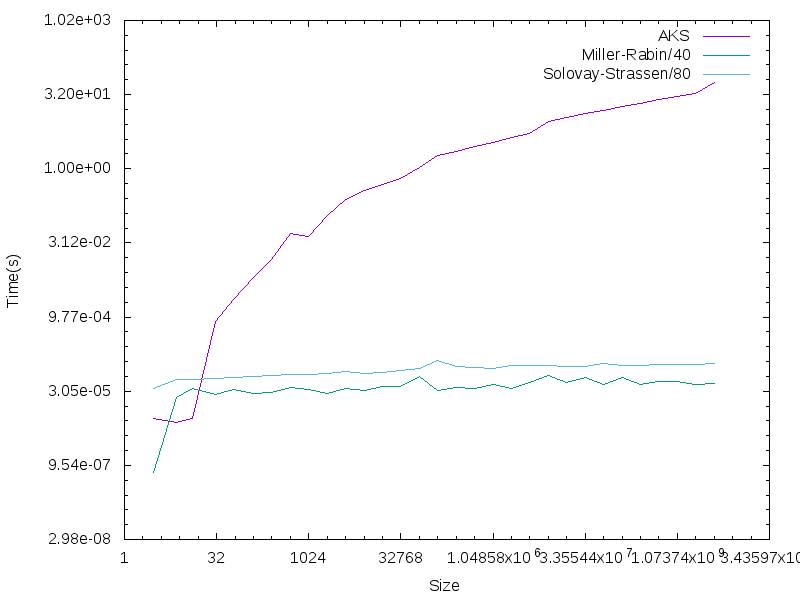 1.02e+03
3.20e+01
1.00e+00
3.12e-02
9.77e-04
3.05e-05
9.54e-07
2.98e-08
Time(s)
AKS
Miller-Rabin/40
Solovay-Strassen/80
1 32 1024 32768 1.04858x10 6 3.35544x10 7 1.07374x10 9 3.43597x10
Size